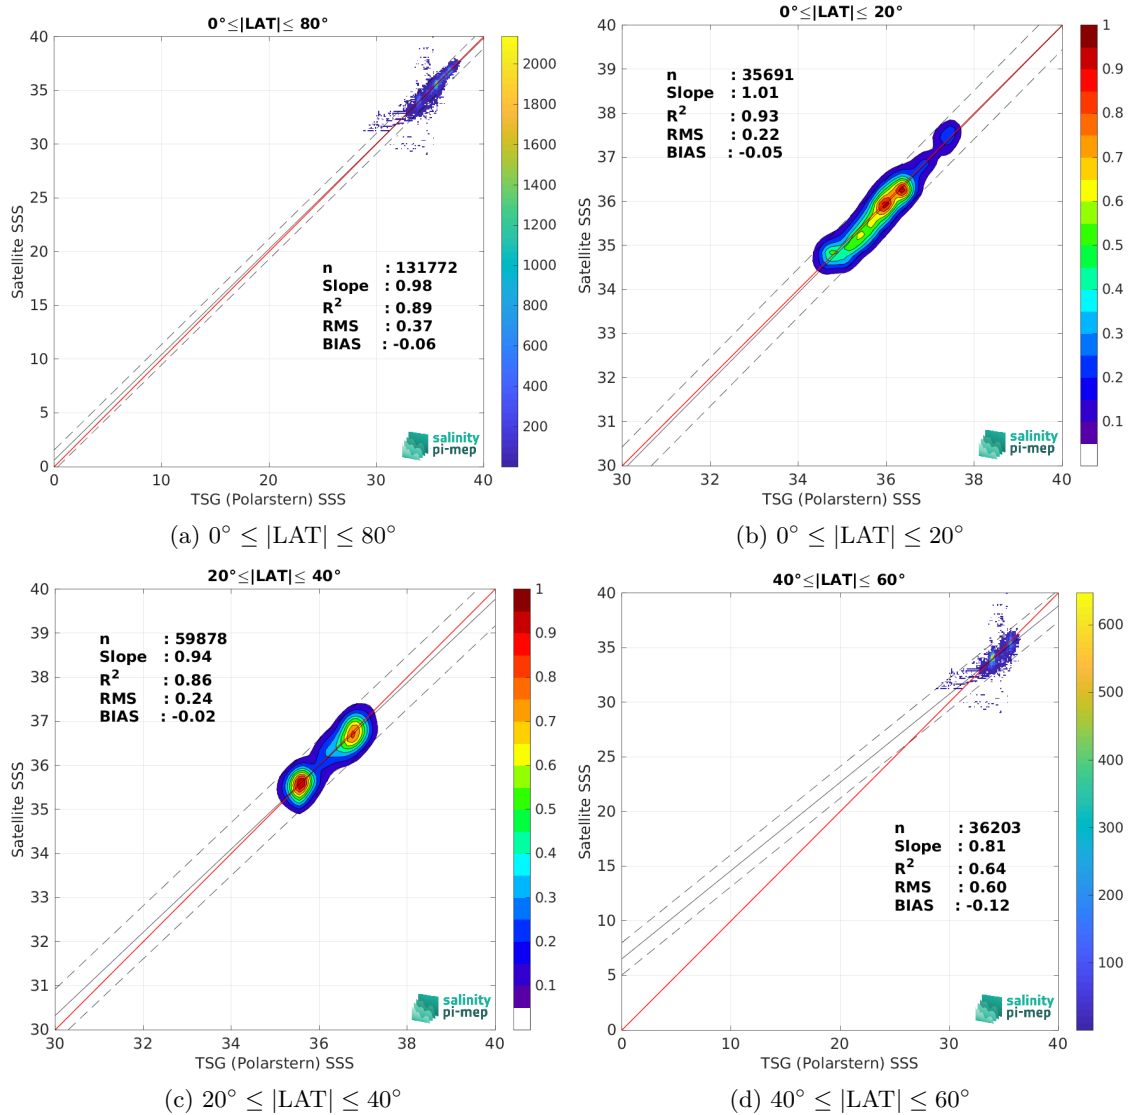 0°≤|LAT|≤ 80°
40
35
30
25
20
15
10
5
0
Satellite SSS
n : 131772
Slope : 0.98
R² : 0.89
RMS : 0.37
BIAS : -0.06
salinity
pi-mep
0 10 20 30 40
TSG (Polarstern) SSS
2000
1800
1600
1400
1200
1000
800
600
400
200
(a) 0° ≤ |LAT| ≤ 80°
0°≤|LAT|≤ 20°
40
39
38
37
36
35
34
33
32
31
30
Satellite SSS
n : 35691
Slope : 1.01
R² : 0.93
RMS : 0.22
BIAS : -0.05
salinity
pi-mep
30 32 34 36 38 40
TSG (Polarstern) SSS
1
0.9
0.8
0.7
0.6
0.5
0.4
0.3
0.2
0.1
(b) 0° ≤ |LAT| ≤ 20°
20°≤|LAT|≤ 40°
40
39
38
37
36
35
34
33
32
31
30
Satellite SSS
n : 59878
Slope : 0.94
R² : 0.86
RMS : 0.24
BIAS : -0.02
salinity
pi-mep
30 32 34 36 38 40
TSG (Polarstern) SSS
1
0.9
0.8
0.7
0.6
0.5
0.4
0.3
0.2
0.1
(c) 20° ≤ |LAT| ≤ 40°
40°≤|LAT|≤ 60°
40
35
30
25
20
15
10
5
0
Satellite SSS
n : 36203
Slope : 0.81
R² : 0.64
RMS : 0.60
BIAS : -0.12
salinity
pi-mep
0 10 20 30 40
TSG (Polarstern) SSS
600
500
400
300
200
100
(d) 40° ≤ |LAT| ≤ 60°